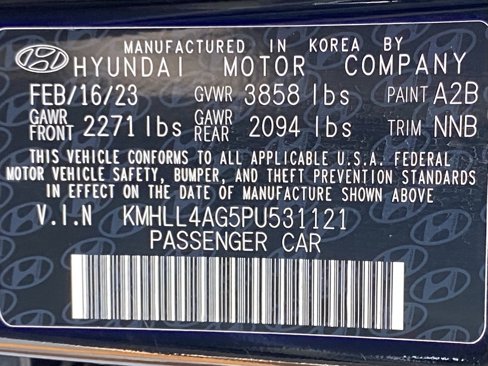 MANUFACTURED IN KOREA BY
HYUNDAI MOTOR COMPANY
FEB/16/23 GVWR 3858 lbs PAINT A2B
GAWR FRONT 2271 lbs GAWR REAR 2094 lbs TRIM NNB
THIS VEHICLE CONFORMS TO ALL APPLICABLE U.S.A. FEDERAL
MOTOR VEHICLE SAFETY, BUMPER, AND THEFT PREVENTION STANDARDS
IN EFFECT ON THE DATE OF MANUFACTURE SHOWN ABOVE
V.I.N KMHLL4AG5PU531121
PASSENGER CAR